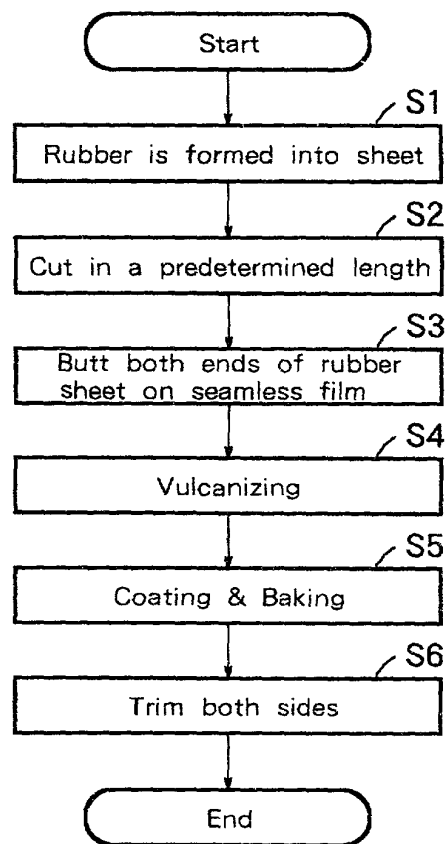 Start
S1
Rubber is formed into sheet
S2
Cut in a predetermined length
S3
Butt both ends of rubber
sheet on seamless film
S4
Vulcanizing
S5
Coating & Baking
S6
Trim both sides
End